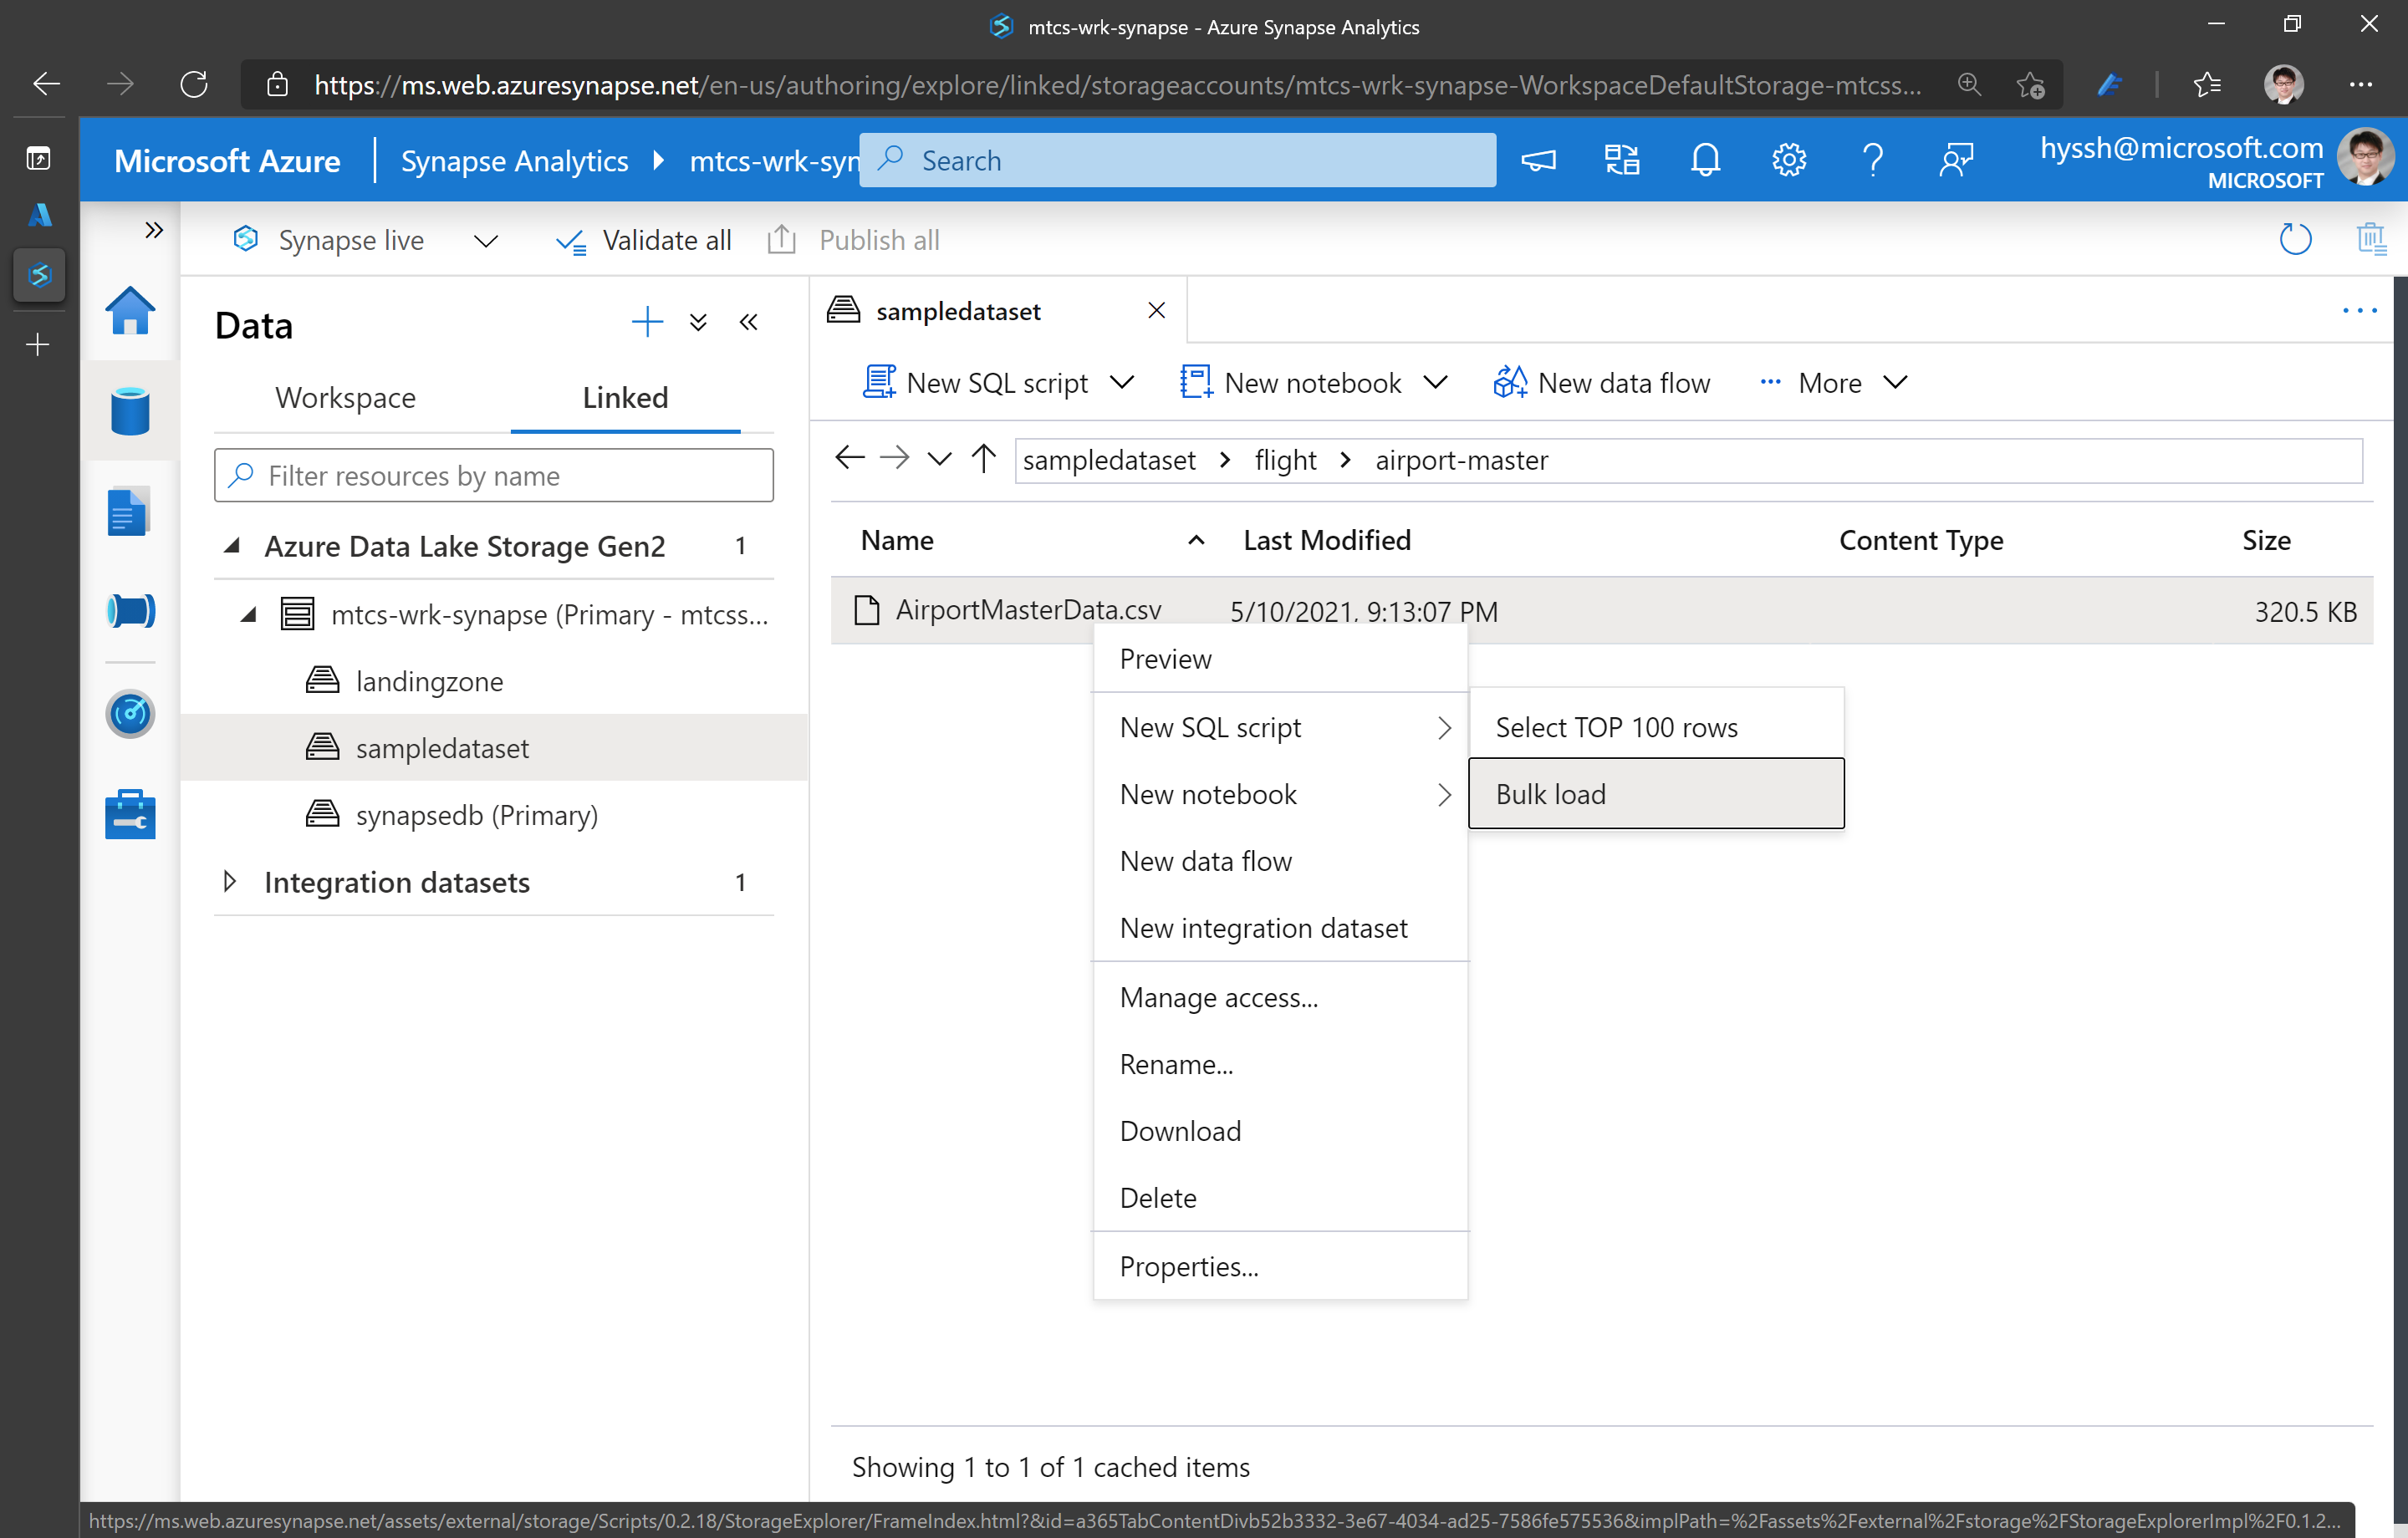 mtcs-wrk-synapse - Azure Synapse Analytics
https://ms.web.azuresynapse.net/en-us/authoring/explore/linked/storageaccounts/mtcs-wrk-synapse-WorkspaceDefaultStorage-mtcss...
Microsoft Azure
Synapse Analytics
mtcs-wrk-syn
Search
hyssh@microsoft.com
MICROSOFT
Synapse live
Validate all
Publish all
Data
Workspace
Linked
Filter resources by name
Azure Data Lake Storage Gen2 1
mtcs-wrk-synapse (Primary - mtcss...
landingzone
sampledataset
synapsedb (Primary)
Integration datasets 1
sampledataset
New SQL script
New notebook
New data flow
More
sampledataset > flight > airport-master
Name
Last Modified
Content Type
Size
AirportMasterData.csv
5/10/2021, 9:13:07 PM
320.5 KB
Preview
New SQL script
New notebook
New data flow
New integration dataset
Manage access...
Rename...
Download
Delete
Properties...
Select TOP 100 rows
Bulk load
Showing 1 to 1 of 1 cached items
https://ms.web.azuresynapse.net/assets/external/storage/Scripts/0.2.18/StorageExplorer/FrameIndex.html?&id=a365TabContentDivb52b3332-3e67-4034-ad25-7586fe575536&implPath=%2Fassets%2Fexternal%2Fstorage%2FStorageExplorerImpl%2F0.1.2...